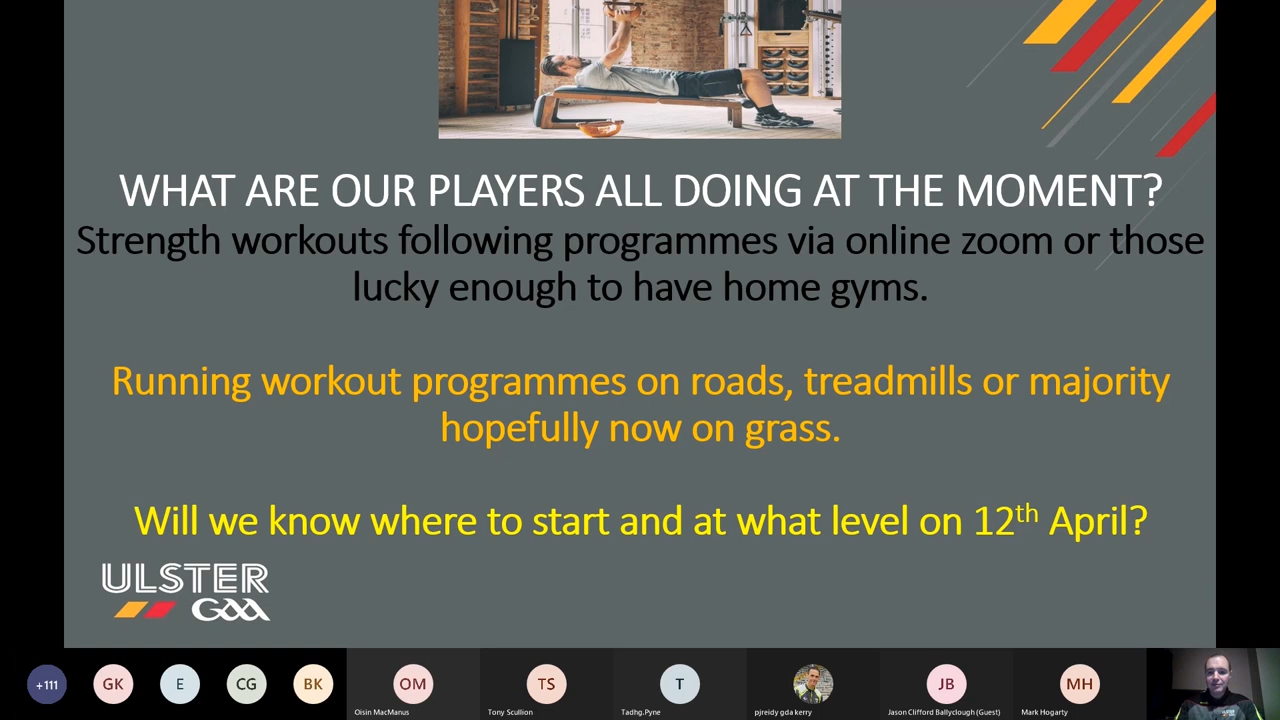 WHAT ARE OUR PLAYERS ALL DOING AT THE MOMENT?
Strength workouts following programmes via online zoom or those
lucky enough to have home gyms.
Running workout programmes on roads, treadmills or majority
hopefully now on grass.
Will we know where to start and at what level on 12th April?
ULSTER
GAA
+111
GK
E
CG
BK
OM
Oisin MacManus
TS
Tony Scullion
T
Tadhg.Pyne
pjreidy gda kerry
JB
Jason Clifford Ballyclough (Guest)
MH
Mark Hogarty
ULSTER